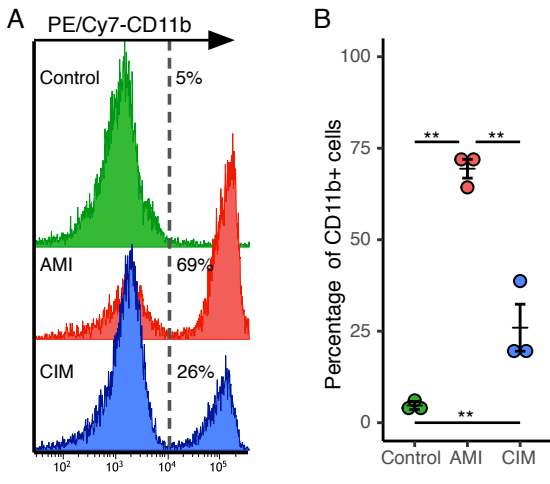 A
PE/Cy7-CD11b
Control
5%
AMI
69%
CIM
26%
10² 10³ 10⁴ 10⁵
B
Percentage of CD11b+ cells
100
75
50
25
0
** **
**
Control AMI CIM